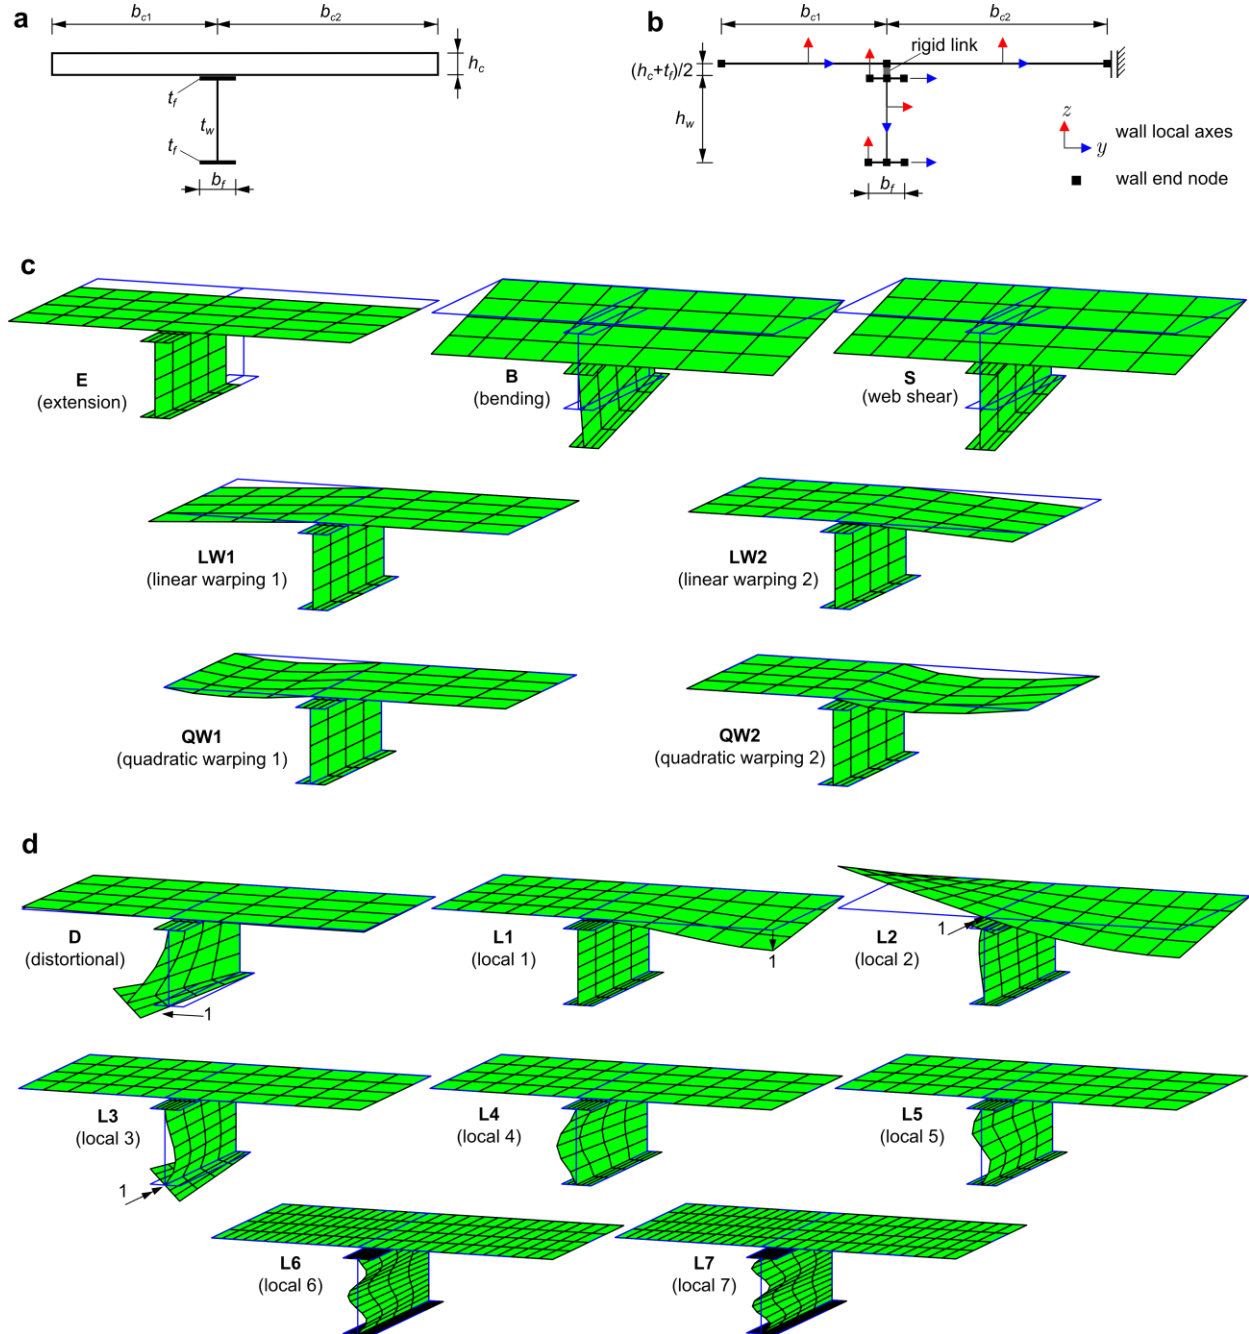 a
b_c1
b_c2
h_c
t_f
t_w
t_f
b_f
b
b_c1
b_c2
rigid link
(h_c+t_f)/2
h_w
b_f
z
y
wall local axes
wall end node
c
E
(extension)
B
(bending)
S
(web shear)
LW1
(linear warping 1)
LW2
(linear warping 2)
QW1
(quadratic warping 1)
QW2
(quadratic warping 2)
d
D
(distortional)
1
L1
(local 1)
1
L2
(local 2)
1
L3
(local 3)
1
L4
(local 4)
L5
(local 5)
L6
(local 6)
L7
(local 7)